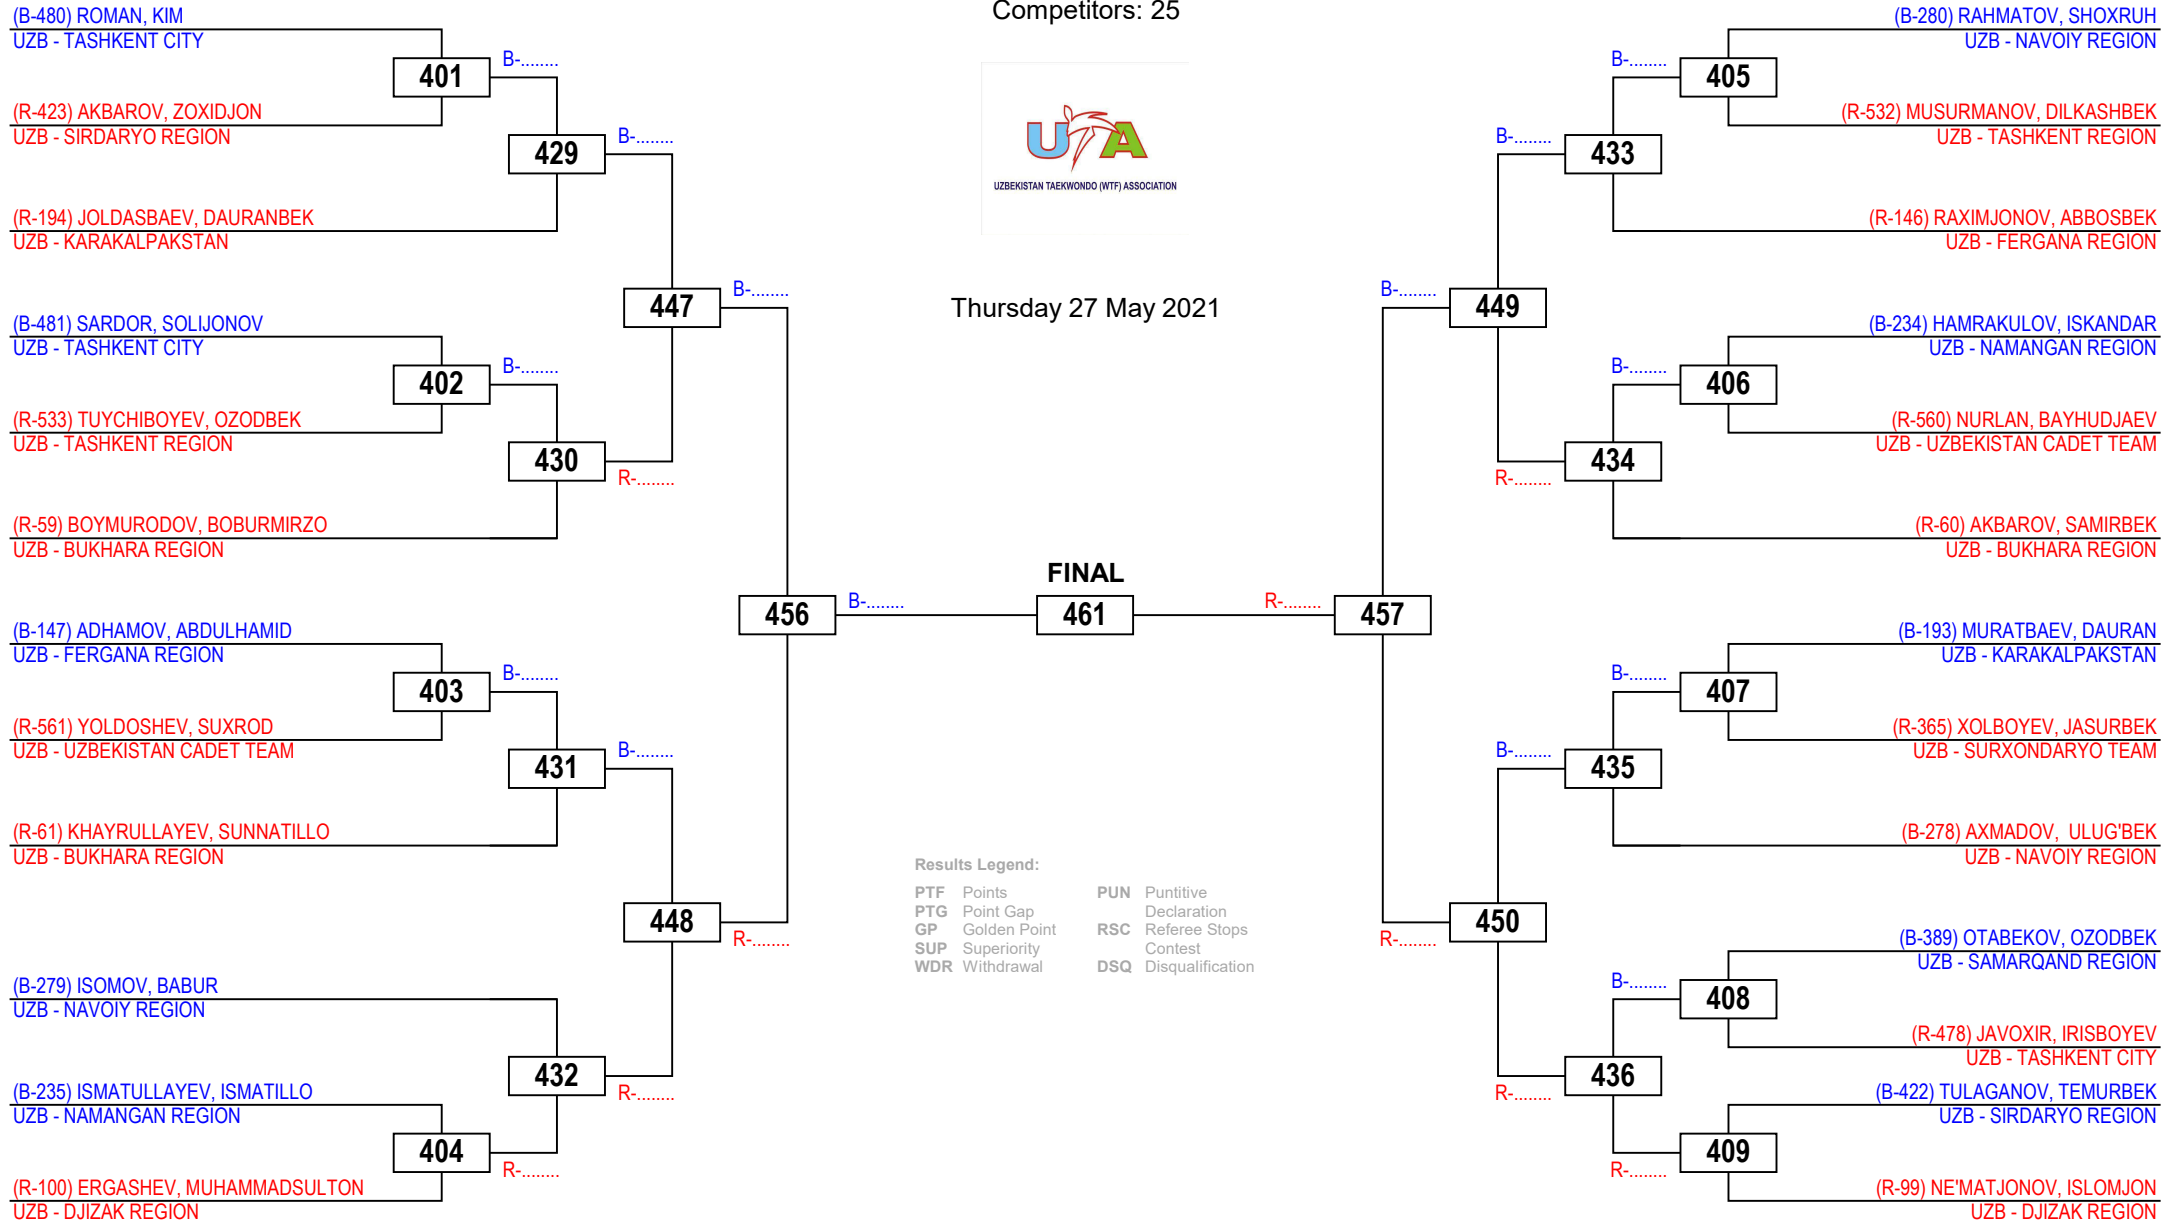 Competitors: 25
UTA
UZBEKISTAN TAEKWONDO (WTF) ASSOCIATION
Thursday 27 May 2021
(B-480) ROMAN, KIM
UZB - TASHKENT CITY
401
B-........
(R-423) AKBAROV, ZOXIDJON
UZB - SIRDARYO REGION
429
B-........
(R-194) JOLDASBAEV, DAURANBEK
UZB - KARAKALPAKSTAN
447
B-........
(B-481) SARDOR, SOLIJONOV
UZB - TASHKENT CITY
402
B-........
(R-533) TUYCHIBOYEV, OZODBEK
UZB - TASHKENT REGION
430
R-........
(R-59) BOYMURODOV, BOBURMIRZO
UZB - BUKHARA REGION
456
B-........
(B-147) ADHAMOV, ABDULHAMID
UZB - FERGANA REGION
403
B-........
(R-561) YOLDOSHEV, SUXROD
UZB - UZBEKISTAN CADET TEAM
431
B-........
(R-61) KHAYRULLAYEV, SUNNATILLO
UZB - BUKHARA REGION
448
R-........
(B-279) ISOMOV, BABUR
UZB - NAVOIY REGION
432
R-........
(B-235) ISMATULLAYEV, ISMATILLO
UZB - NAMANGAN REGION
404
R-........
(R-100) ERGASHEV, MUHAMMADSULTON
UZB - DJIZAK REGION
FINAL
461
Results Legend:
PTF Points
PTG Point Gap
GP Golden Point
SUP Superiority
WDR Withdrawal
PUN Puntitive
Declaration
RSC Referee Stops
Contest
DSQ Disqualification
(B-280) RAHMATOV, SHOXRUH
UZB - NAVOIY REGION
B-........
405
(R-532) MUSURMANOV, DILKASHBEK
UZB - TASHKENT REGION
B-........
433
(R-146) RAXIMJONOV, ABBOSBEK
UZB - FERGANA REGION
B-........
449
(B-234) HAMRAKULOV, ISKANDAR
UZB - NAMANGAN REGION
B-........
406
(R-560) NURLAN, BAYHUDJAEV
UZB - UZBEKISTAN CADET TEAM
434
R-........
(R-60) AKBAROV, SAMIRBEK
UZB - BUKHARA REGION
R-........
457
(B-193) MURATBAEV, DAURAN
UZB - KARAKALPAKSTAN
B-........
407
(R-365) XOLBOYEV, JASURBEK
UZB - SURXONDARYO TEAM
B-........
435
(B-278) AXMADOV,  ULUG'BEK
UZB - NAVOIY REGION
450
R-........
(B-389) OTABEKOV, OZODBEK
UZB - SAMARQAND REGION
B-........
408
(R-478) JAVOXIR, IRISBOYEV
UZB - TASHKENT CITY
436
R-........
(B-422) TULAGANOV, TEMURBEK
UZB - SIRDARYO REGION
409
R-........
(R-99) NE'MATJONOV, ISLOMJON
UZB - DJIZAK REGION